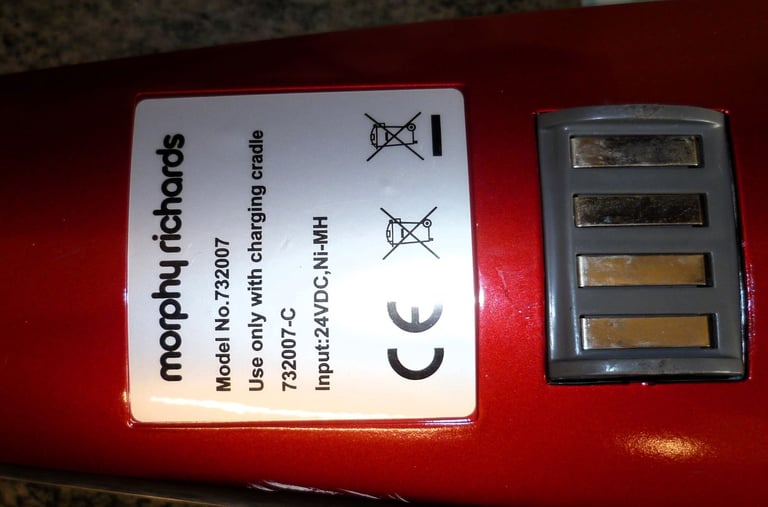 morphy richards
Model No.732007
Use only with charging cradle
732007-C
Input:24VDC,Ni-MH
CE